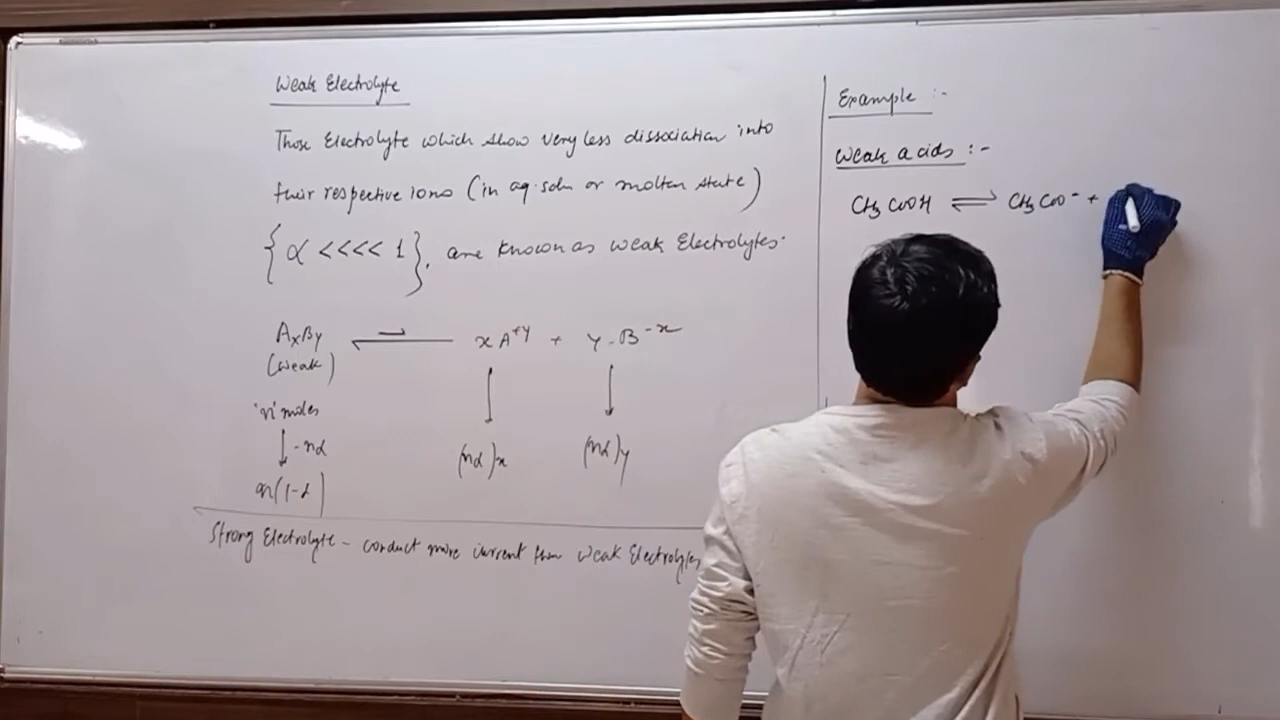 Weak Electrolyte
Those Electrolyte which show very less dissociation into
their respective ions (in aq. soln or molten state)
{ α <<<< 1 }, are known as weak Electrolytes.
AxBy ⇌ x A⁺ʸ + y·B⁻ˣ
(weak)
'n' moles
↓ -nα ↓ ↓
n(1-α) (nα)x (nα)y
Strong Electrolyte - conduct more current than weak Electrolytes
Example :-
Weak acids :-
CH₃COOH ⇌ CH₃COO⁻ +